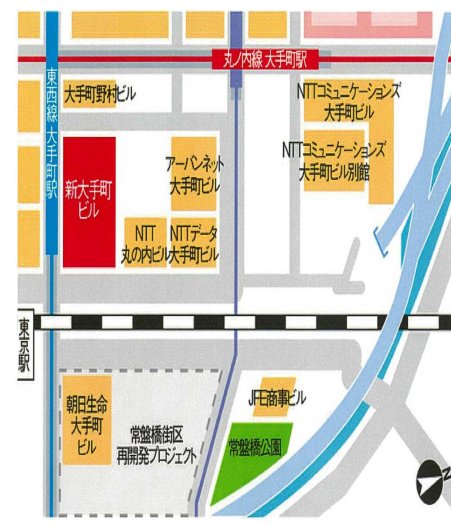 丸ノ内線 大手町駅
東西線 大手町駅
大手町野村ビル
NTTコミュニケーションズ
大手町ビル
NTTコミュニケーションズ
大手町ビル別館
アーバンネット
大手町ビル
新大手町
ビル
NTT
丸の内ビル
NTTデータ
大手町ビル
東京駅
朝日生命
大手町
ビル
常盤橋街区
再開発プロジェクト
JFE商事ビル
常盤橋公園
N